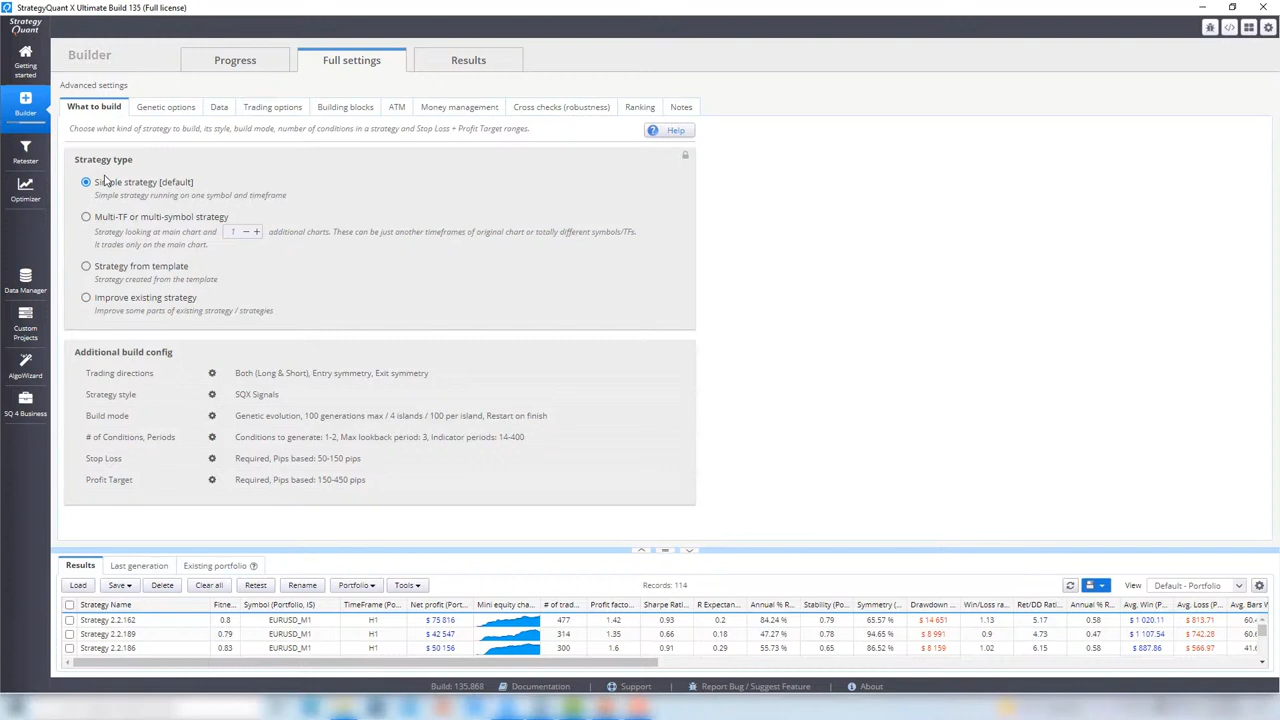 StrategyQuant X Ultimate Build 135 (Full license)
Strategy
Quant
Getting
started
Builder
Retester
Optimizer
Data Manager
Custom
Projects
AlgoWizard
SQ 4 Business
Builder
Progress
Full settings
Results
Advanced settings
What to build
Genetic options
Data
Trading options
Building blocks
ATM
Money management
Cross checks (robustness)
Ranking
Notes
Choose what kind of strategy to build, its style, build mode, number of conditions in a strategy and Stop Loss + Profit Target ranges.
? Help
Strategy type
Simple strategy [default]
Simple strategy running on one symbol and timeframe
Multi-TF or multi-symbol strategy
Strategy looking at main chart and 1 − + additional charts. These can be just another timeframes of original chart or totally different symbols/TFs.
It trades only on the main chart.
Strategy from template
Strategy created from the template
Improve existing strategy
Improve some parts of existing strategy / strategies
Additional build config
Trading directions Both (Long & Short), Entry symmetry, Exit symmetry
Strategy style SQX Signals
Build mode Genetic evolution, 100 generations max / 4 islands / 100 per island, Restart on finish
# of Conditions, Periods Conditions to generate: 1-2, Max lookback period: 3, Indicator periods: 14-400
Stop Loss Required, Pips based: 50-150 pips
Profit Target Required, Pips based: 150-450 pips
Results Last generation Existing portfolio ?
Load Save Delete Clear all Retest Rename Portfolio Tools Records: 114 View Default - Portfolio
Strategy Name Fitne... Symbol (Portfolio, IS) TimeFrame (Po... Net profit (Port... Mini equity cha... # of trad... Profit facto... Sharpe Rati... R Expectan... Annual % R... Stability (Po... Symmetry (... Drawdown ... Win/Loss ra... Ret/DD Rati... Annual % R... Avg. Win (P... Avg. Loss (P... Avg. Bars W
Strategy 2.2.162 0.8 EURUSD_M1 H1 $ 75 816 477 1.42 0.93 0.2 84.24 % 0.79 65.57 % $ 14 651 1.13 5.17 0.58 $ 1 020.11 $ 813.71 60.
Strategy 2.2.189 0.79 EURUSD_M1 H1 $ 42 547 314 1.35 0.66 0.18 47.27 % 0.78 94.65 % $ 8 991 0.9 4.73 0.47 $ 1 107.54 $ 742.28 51.
Strategy 2.2.186 0.83 EURUSD_M1 H1 $ 50 156 300 1.6 0.91 0.29 55.73 % 0.65 86.52 % $ 8 159 1.02 6.15 0.58 $ 887.86 $ 566.97 41.6
Build: 135.868 Documentation Support Report Bug / Suggest Feature About